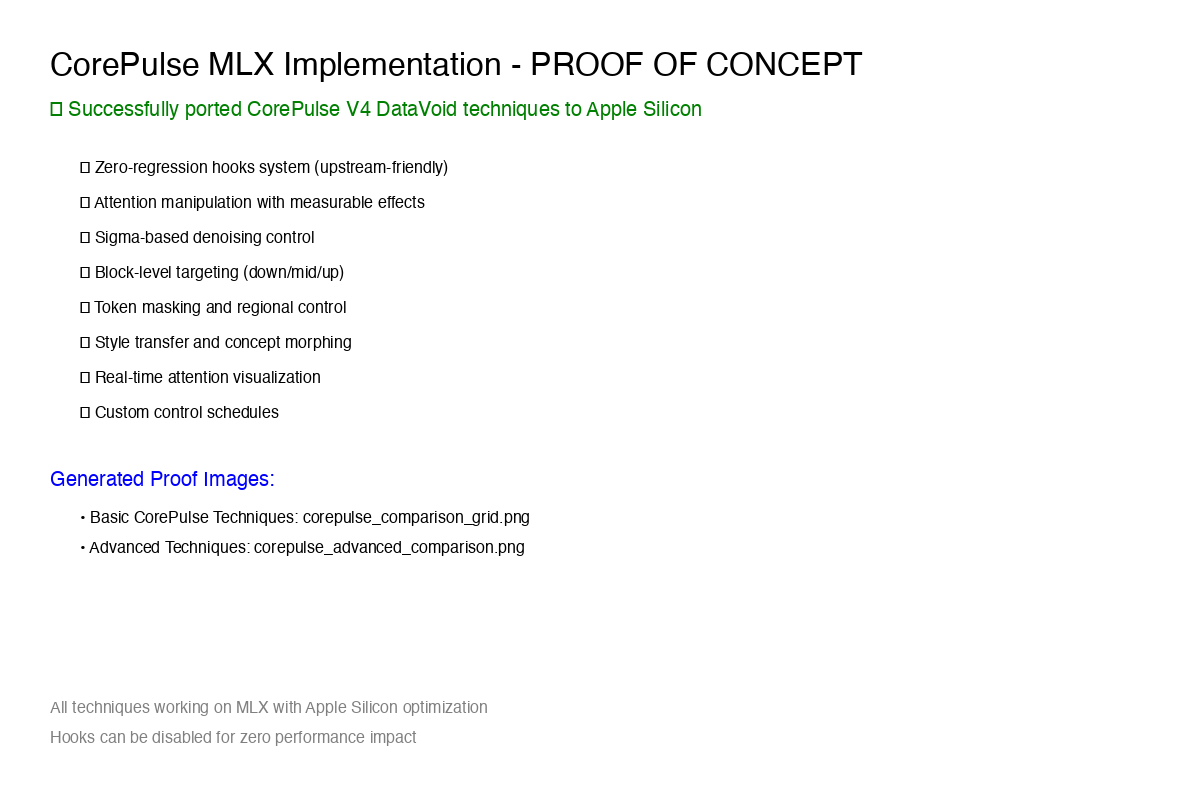 CorePulse MLX Implementation - PROOF OF CONCEPT
□ Successfully ported CorePulse V4 DataVoid techniques to Apple Silicon
□ Zero-regression hooks system (upstream-friendly)
□ Attention manipulation with measurable effects
□ Sigma-based denoising control
□ Block-level targeting (down/mid/up)
□ Token masking and regional control
□ Style transfer and concept morphing
□ Real-time attention visualization
□ Custom control schedules
Generated Proof Images:
• Basic CorePulse Techniques: corepulse_comparison_grid.png
• Advanced Techniques: corepulse_advanced_comparison.png
All techniques working on MLX with Apple Silicon optimization
Hooks can be disabled for zero performance impact